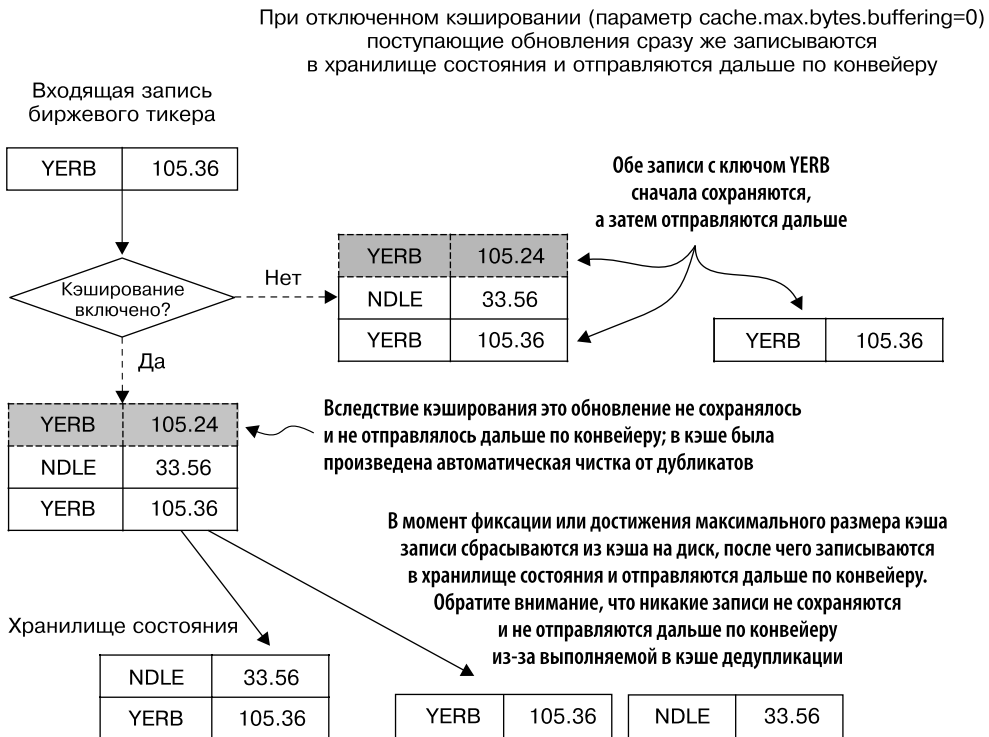 При отключенном кэшировании (параметр cache.max.bytes.buffering=0)
поступающие обновления сразу же записываются
в хранилище состояния и отправляются дальше по конвейеру
Входящая запись
биржевого тикера
YERB 105.36
Кэширование
включено?
Нет
Да
YERB 105.24
NDLE 33.56
YERB 105.36
Обе записи с ключом YERB
сначала сохраняются,
а затем отправляются дальше
YERB 105.36
YERB 105.24
NDLE 33.56
YERB 105.36
Вследствие кэширования это обновление не сохранялось
и не отправлялось дальше по конвейеру; в кэше была
произведена автоматическая чистка от дубликатов
В момент фиксации или достижения максимального размера кэша
записи сбрасываются из кэша на диск, после чего записываются
в хранилище состояния и отправляются дальше по конвейеру.
Обратите внимание, что никакие записи не сохраняются
и не отправляются дальше по конвейеру
из-за выполняемой в кэше дедупликации
Хранилище состояния
NDLE 33.56
YERB 105.36
YERB 105.36
NDLE 33.56